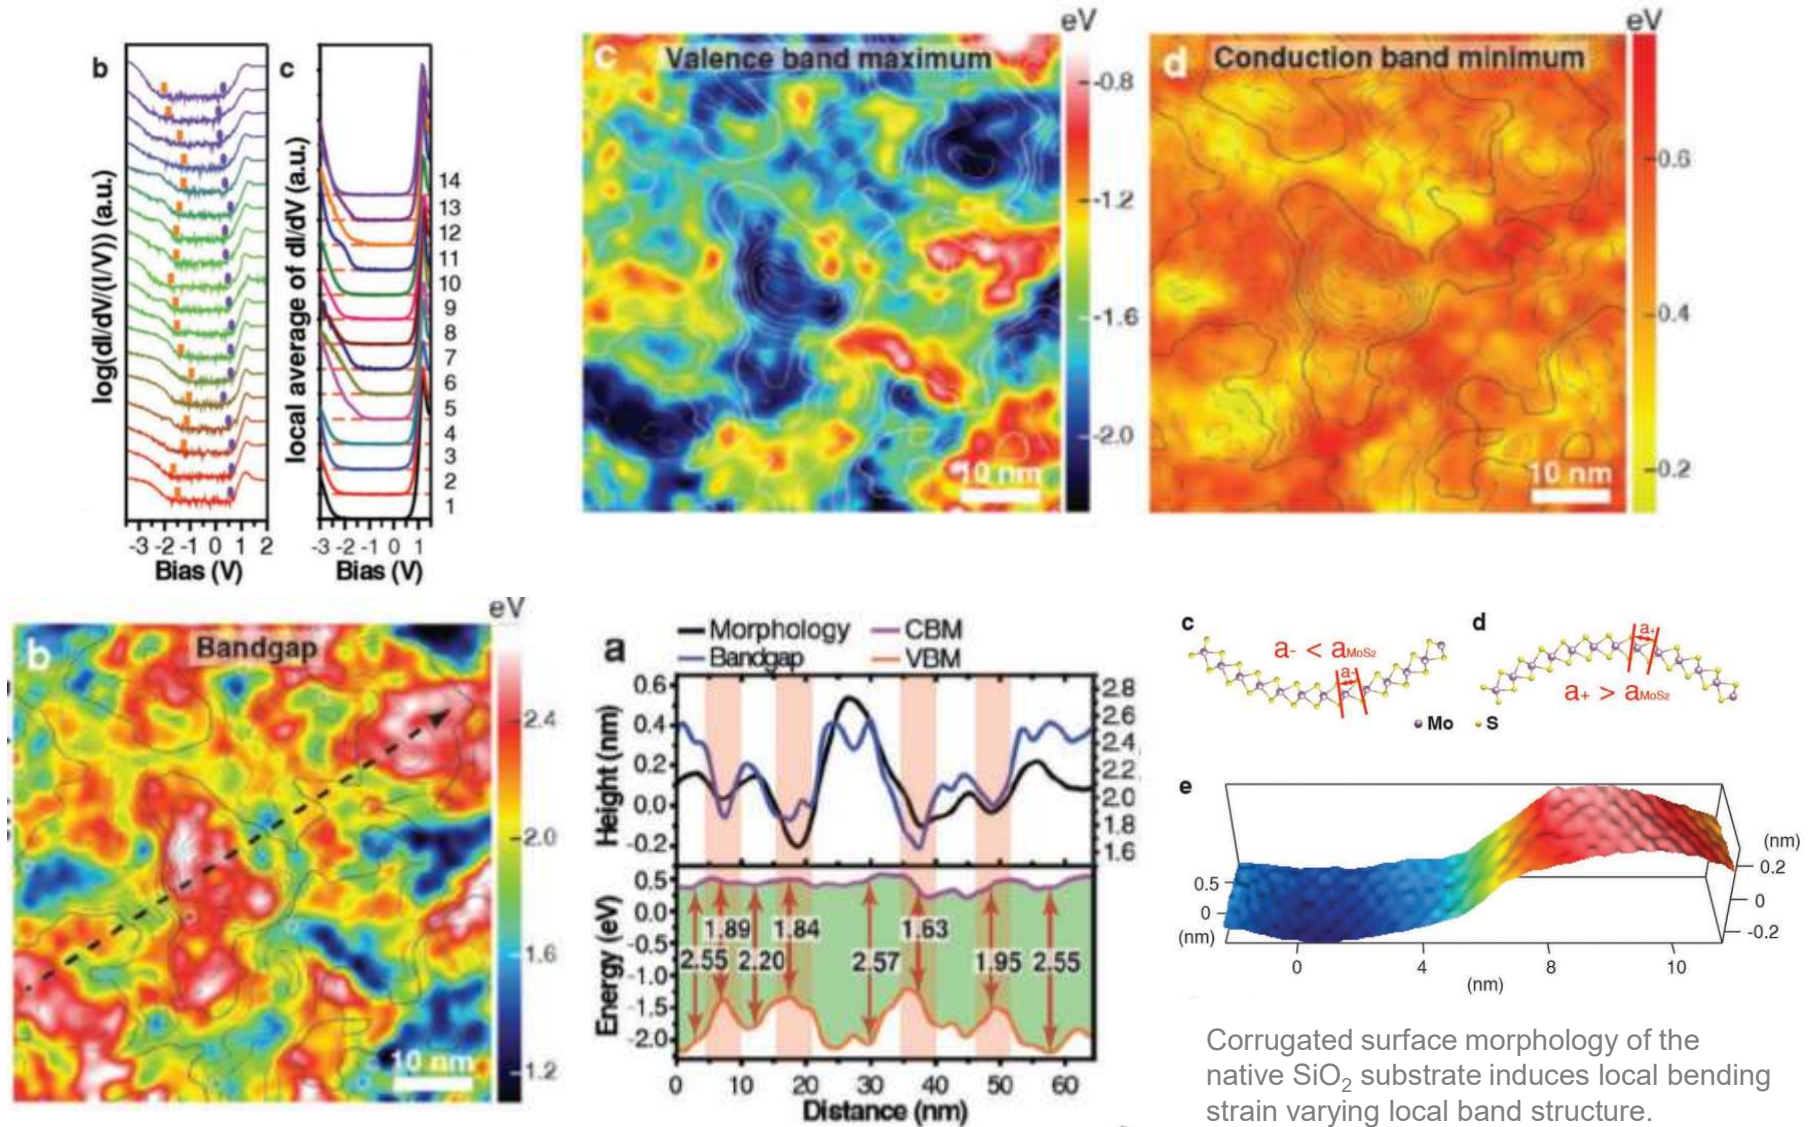 b
c
log(dI/dV/(I/V)) (a.u.)
-3 -2 -1 0 1 2
Bias (V)
local average of dI/dV (a.u.)
14
13
12
11
10
9
8
7
6
5
4
3
2
1
-3 -2 -1 0 1
Bias (V)
c Valence band maximum
10 nm
eV
-0.8
-1.2
-1.6
-2.0
d Conduction band minimum
10 nm
eV
0.6
0.4
0.2
b Bandgap
10 nm
eV
2.4
2.0
1.6
1.2
a
Morphology CBM
Bandgap VBM
Height (nm)
0.6
0.4
0.2
0.0
-0.2
2.8
2.6
2.4
2.2
2.0
1.8
1.6
Energy (eV)
0.5
0.0
-0.5
-1.0
-1.5
-2.0
1.89 1.84 1.63
2.55 2.20 2.57 1.95 2.55
0 10 20 30 40 50 60
Distance (nm)
c
a- < aMoS₂
a-
d
a+
a+ > aMoS₂
Mo S
e
0.5
0
(nm)
(nm)
0.2
0
-0.2
0 4 8 10
(nm)
Corrugated surface morphology of the
native SiO₂ substrate induces local bending
strain varying local band structure.